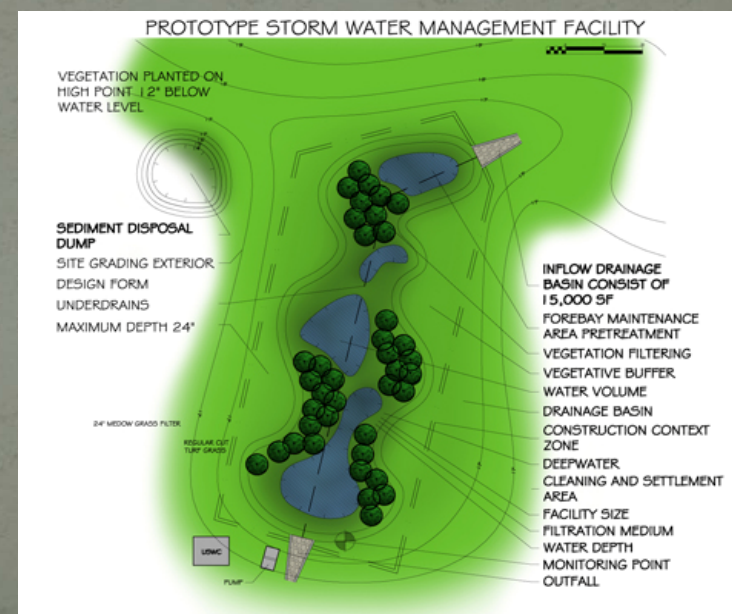 PROTOTYPE STORM WATER MANAGEMENT FACILITY
VEGETATION PLANTED ON
HIGH POINT 12" BELOW
WATER LEVEL
SEDIMENT DISPOSAL
DUMP
SITE GRADING EXTERIOR
DESIGN FORM
UNDERDRAINS
MAXIMUM DEPTH 24"
24" MEDOW GRASS FILTER
REGULAR CUT
TURF GRASS
USWC
PUMP
INFLOW DRAINAGE
BASIN CONSIST OF
15,000 SF
FOREBAY MAINTENANCE
AREA PRETREATMENT
VEGETATION FILTERING
VEGETATIVE BUFFER
WATER VOLUME
DRAINAGE BASIN
CONSTRUCTION CONTEXT
ZONE
DEEPWATER
CLEANING AND SETTLEMENT
AREA
FACILITY SIZE
FILTRATION MEDIUM
WATER DEPTH
MONITORING POINT
OUTFALL